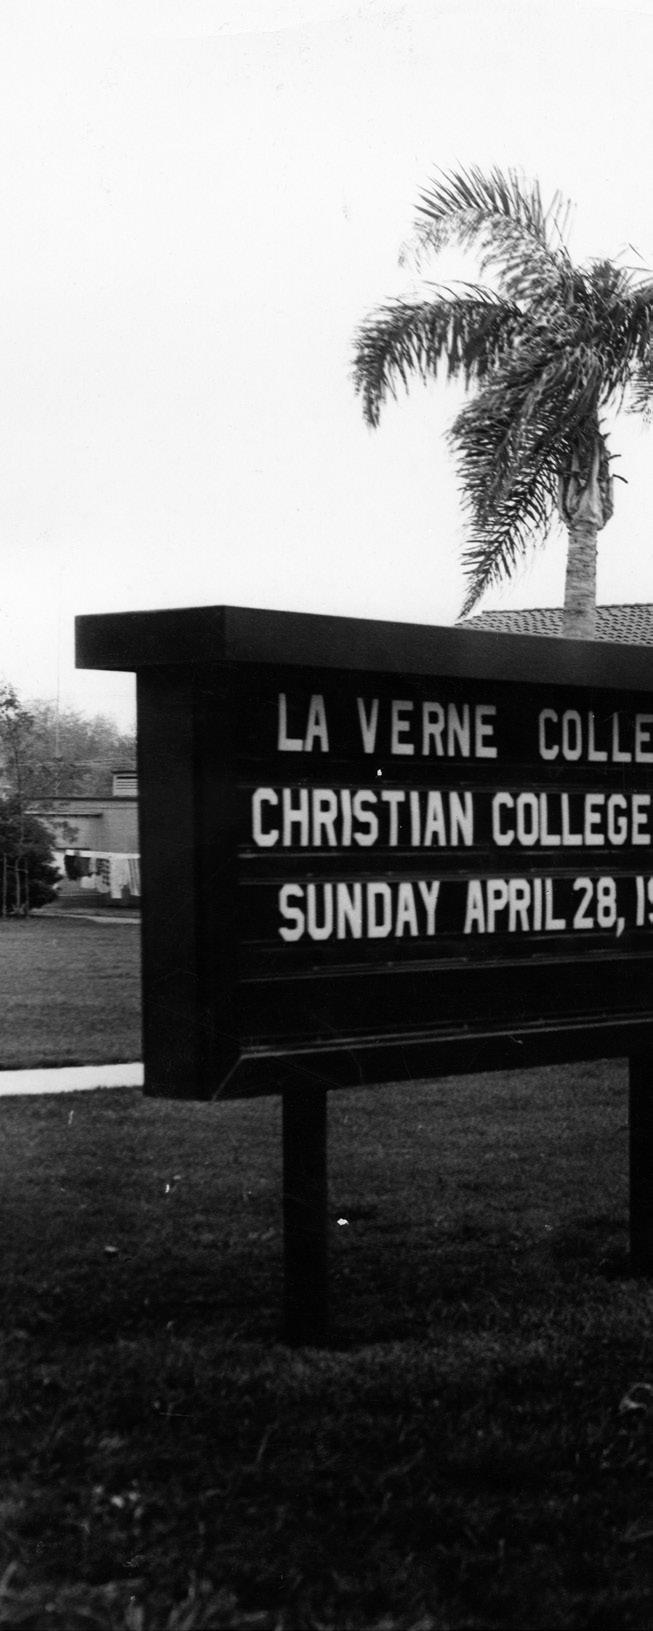 LA VERNE COLLE
CHRISTIAN COLLEGE
SUNDAY APRIL 28, 19